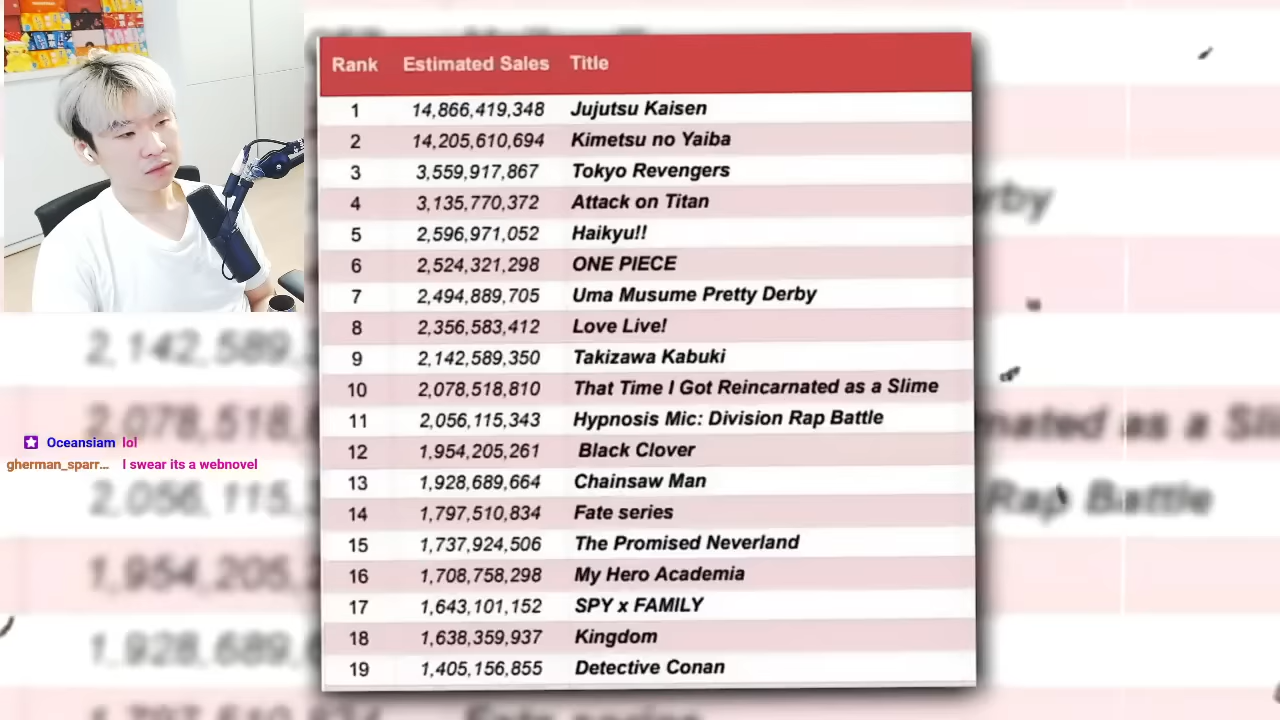 Rank Estimated Sales Title
1 14,866,419,348 Jujutsu Kaisen
2 14,205,610,694 Kimetsu no Yaiba
3 3,559,917,867 Tokyo Revengers
4 3,135,770,372 Attack on Titan
5 2,596,971,052 Haikyu!!
6 2,524,321,298 ONE PIECE
7 2,494,889,705 Uma Musume Pretty Derby
8 2,356,583,412 Love Live!
9 2,142,589,350 Takizawa Kabuki
10 2,078,518,810 That Time I Got Reincarnated as a Slime
11 2,056,115,343 Hypnosis Mic: Division Rap Battle
12 1,954,205,261 Black Clover
13 1,928,689,664 Chainsaw Man
14 1,797,510,834 Fate series
15 1,737,924,506 The Promised Neverland
16 1,708,758,298 My Hero Academia
17 1,643,101,152 SPY x FAMILY
18 1,638,359,937 Kingdom
19 1,405,156,855 Detective Conan
Oceansiam lol
gherman_sparr... I swear its a webnovel
Rap Battle